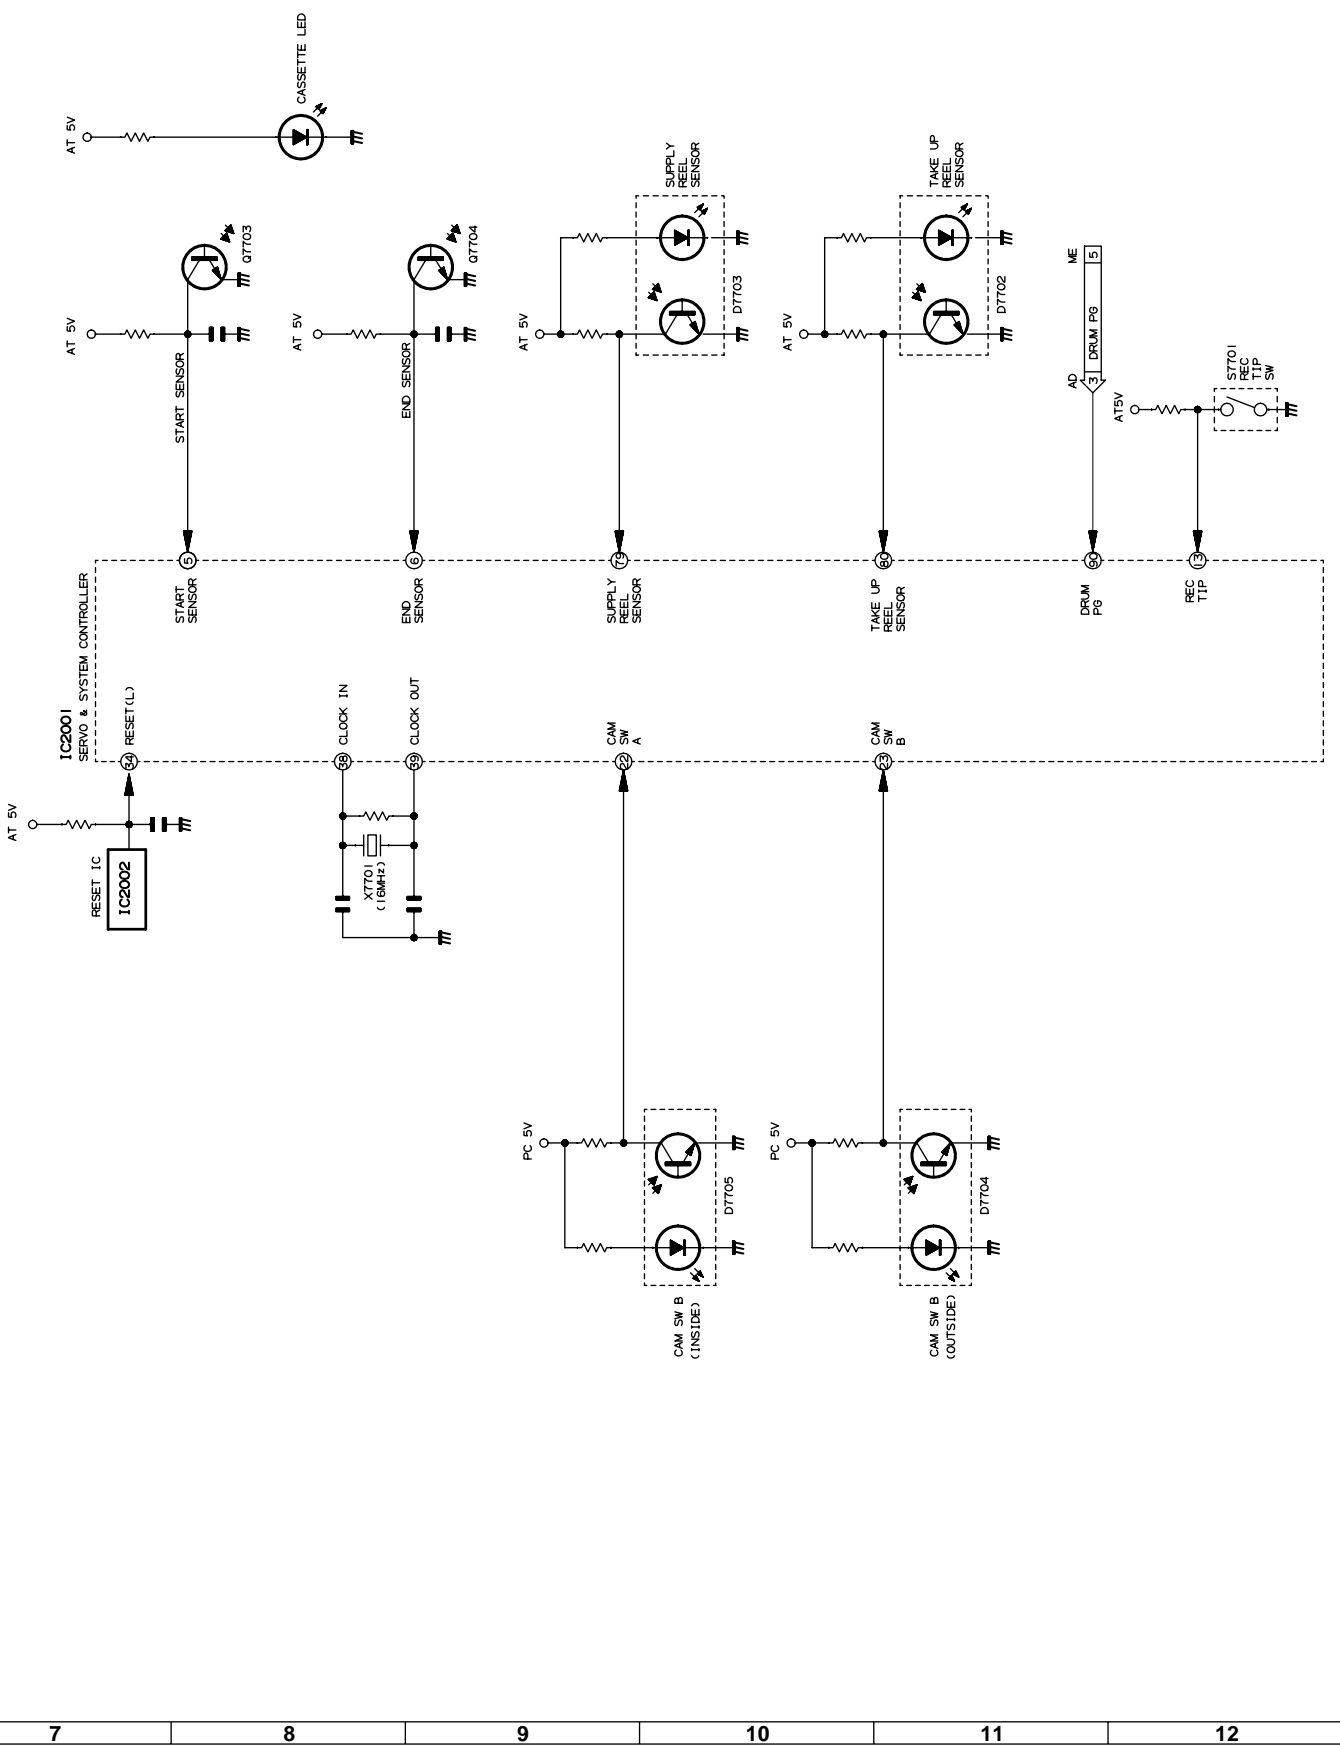 CASSETTE LED
AT 5V
Q7703
AT 5V
START SENSOR
Q7704
AT 5V
END SENSOR
SUPPLY
REEL
SENSOR
D7703
AT 5V
TAKE UP
REEL
SENSOR
D7702
AT 5V
ME
5
DRUM PG
3
AD
S7701
REC
TIP
SW
AT5V
IC2001
SERVO & SYSTEM CONTROLLER
5
START
SENSOR
6
END
SENSOR
79
SUPPLY
REEL
SENSOR
80
TAKE UP
REEL
SENSOR
90
DRUM
PG
13
REC
TIP
34
RESET(L)
38
CLOCK IN
39
CLOCK OUT
22
CAM
SW
A
23
CAM
SW
B
AT 5V
RESET IC
IC2002
X7701
(16MHz)
PC 5V
D7705
CAM SW B
(INSIDE)
PC 5V
D7704
CAM SW B
(OUTSIDE)
7 8 9 10 11 12